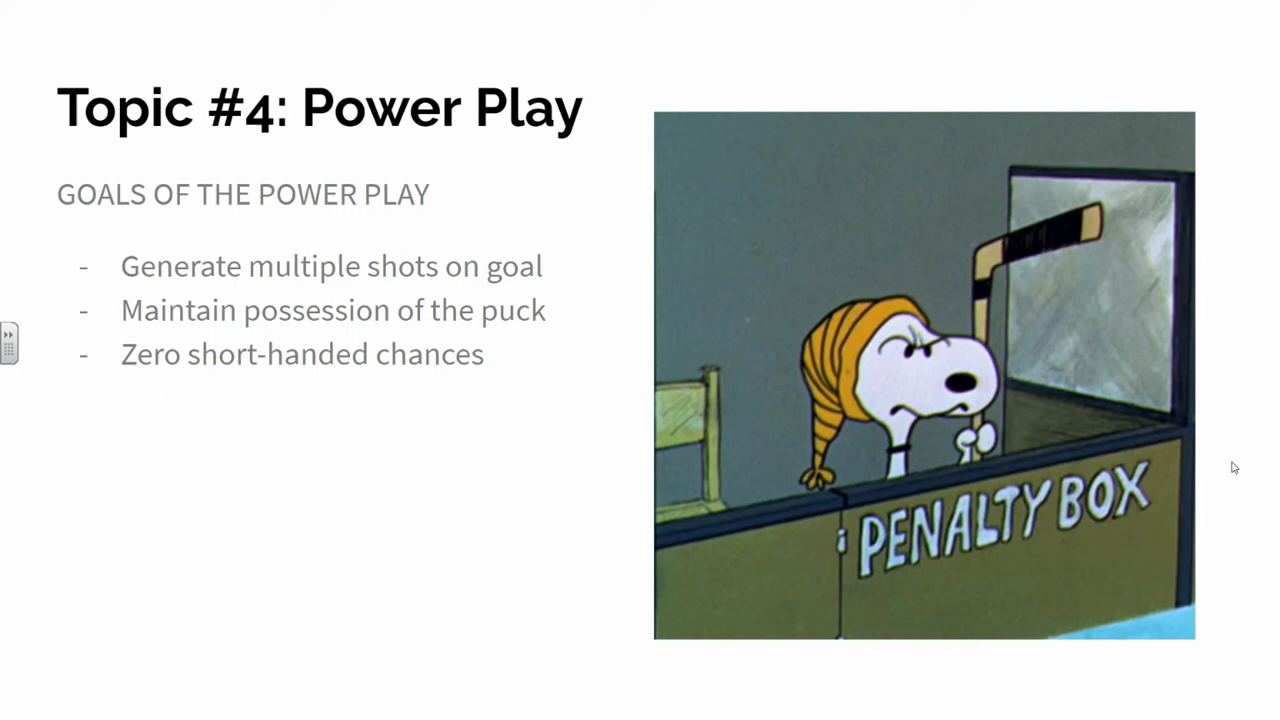 Topic #4: Power Play
GOALS OF THE POWER PLAY
- Generate multiple shots on goal
- Maintain possession of the puck
- Zero short-handed chances
PENALTY BOX